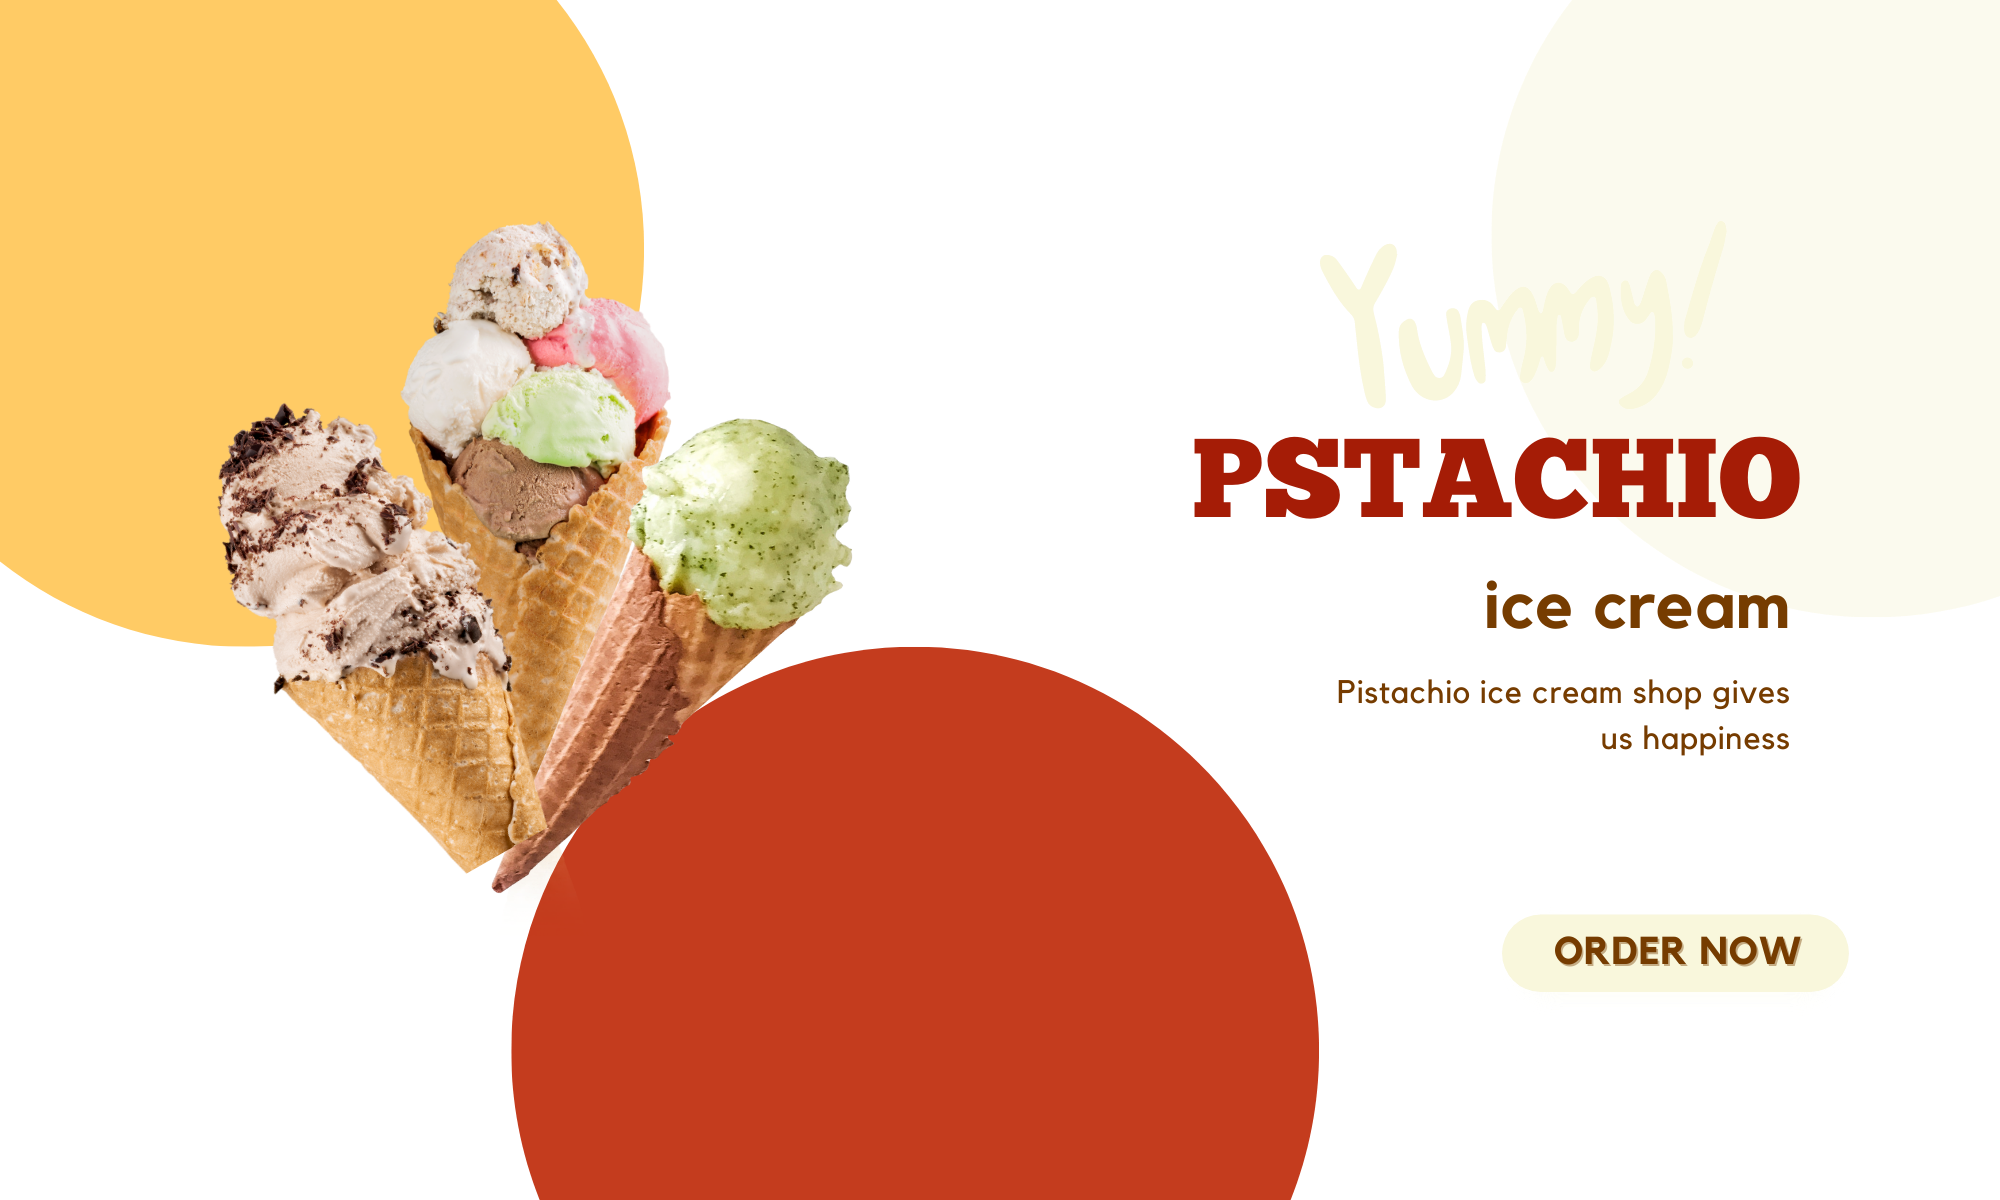 Yummy!
PSTACHIO
ice cream
Pistachio ice cream shop gives
us happiness
ORDER NOW